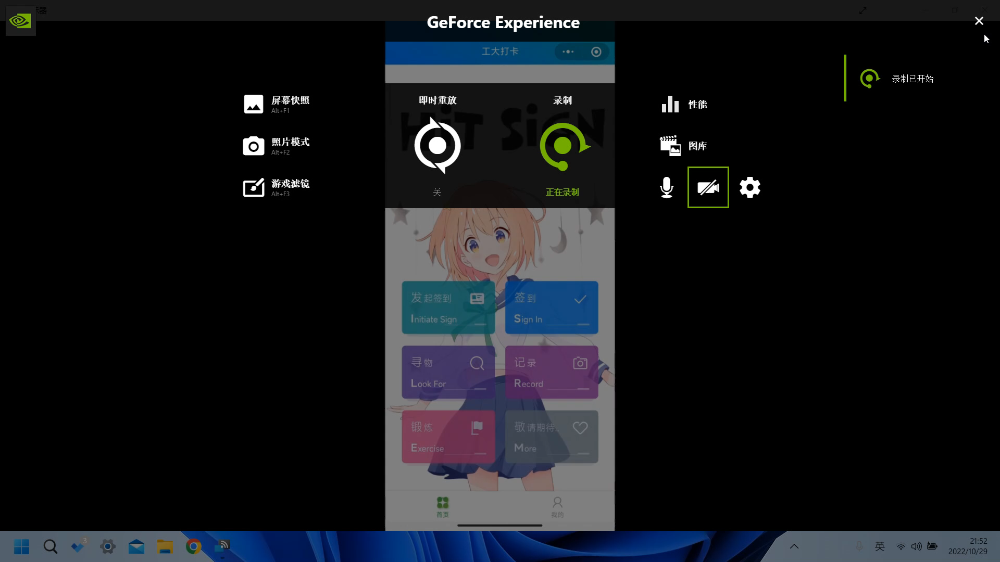 示器
GeForce Experience
工大打卡
录制已开始
屏幕快照
Alt+F1
照片模式
Alt+F2
游戏滤镜
Alt+F3
即时重放
关
录制
正在录制
HiT SiGN
性能
图库
发起签到
Initiate Sign
签到
Sign In
寻物
Look For
记录
Record
锻炼
Exercise
敬请期待..
More
首页
我的
3
英
21:52
2022/10/29